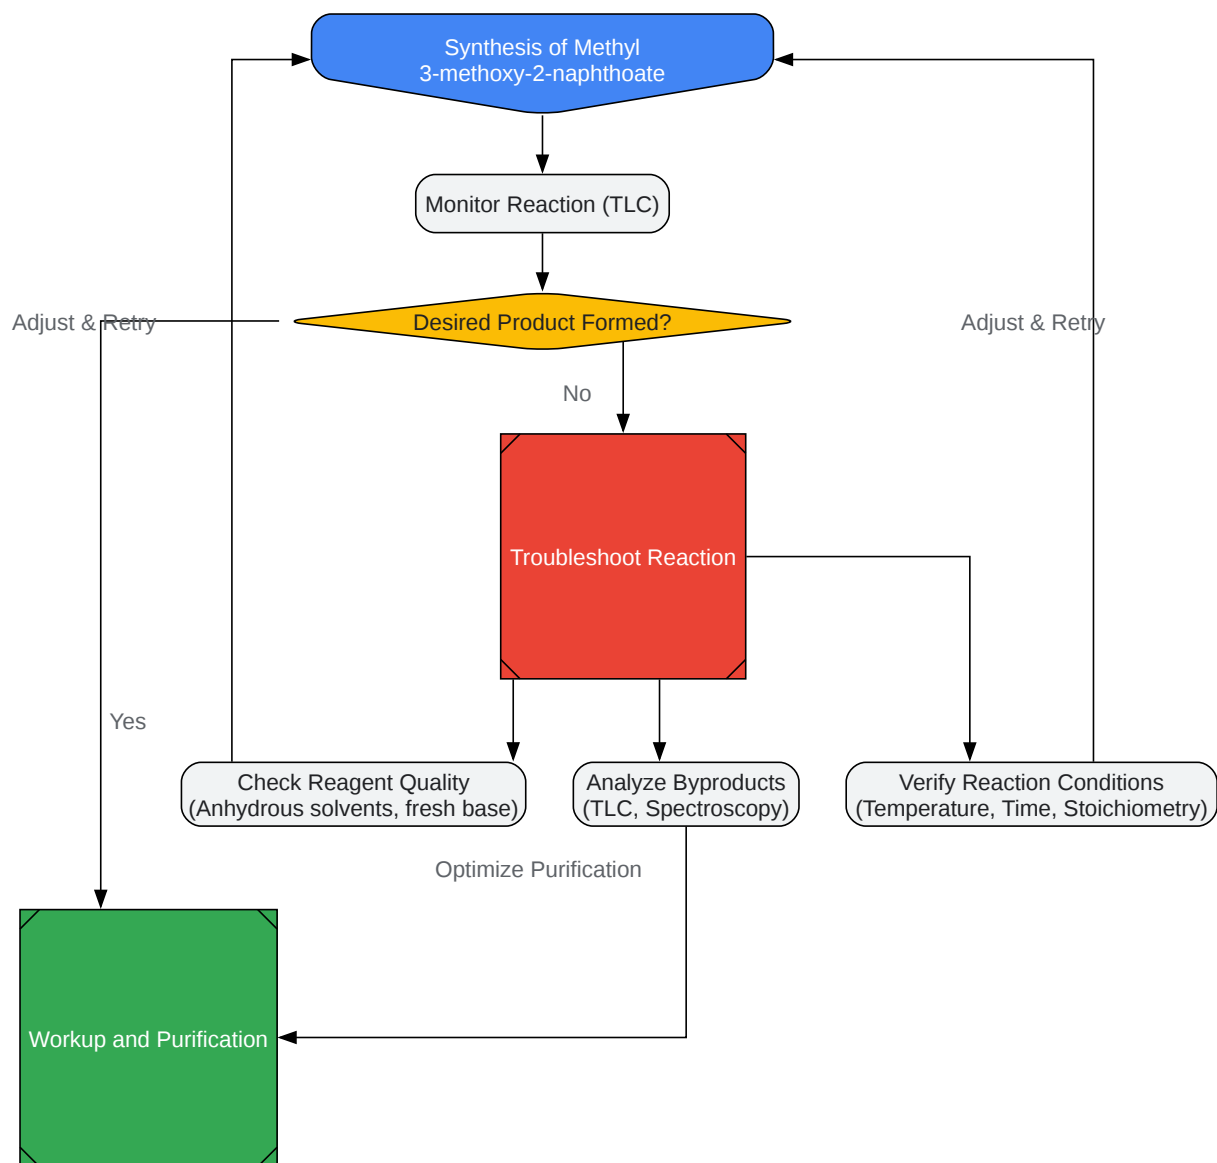 Synthesis of Methyl
3-methoxy-2-naphthoate
Monitor Reaction (TLC)
Adjust & Retry
Desired Product Formed?
Adjust & Retry
No
Troubleshoot Reaction
Yes
Check Reagent Quality
(Anhydrous solvents, fresh base)
Analyze Byproducts
(TLC, Spectroscopy)
Verify Reaction Conditions
(Temperature, Time, Stoichiometry)
Optimize Purification
Workup and Purification